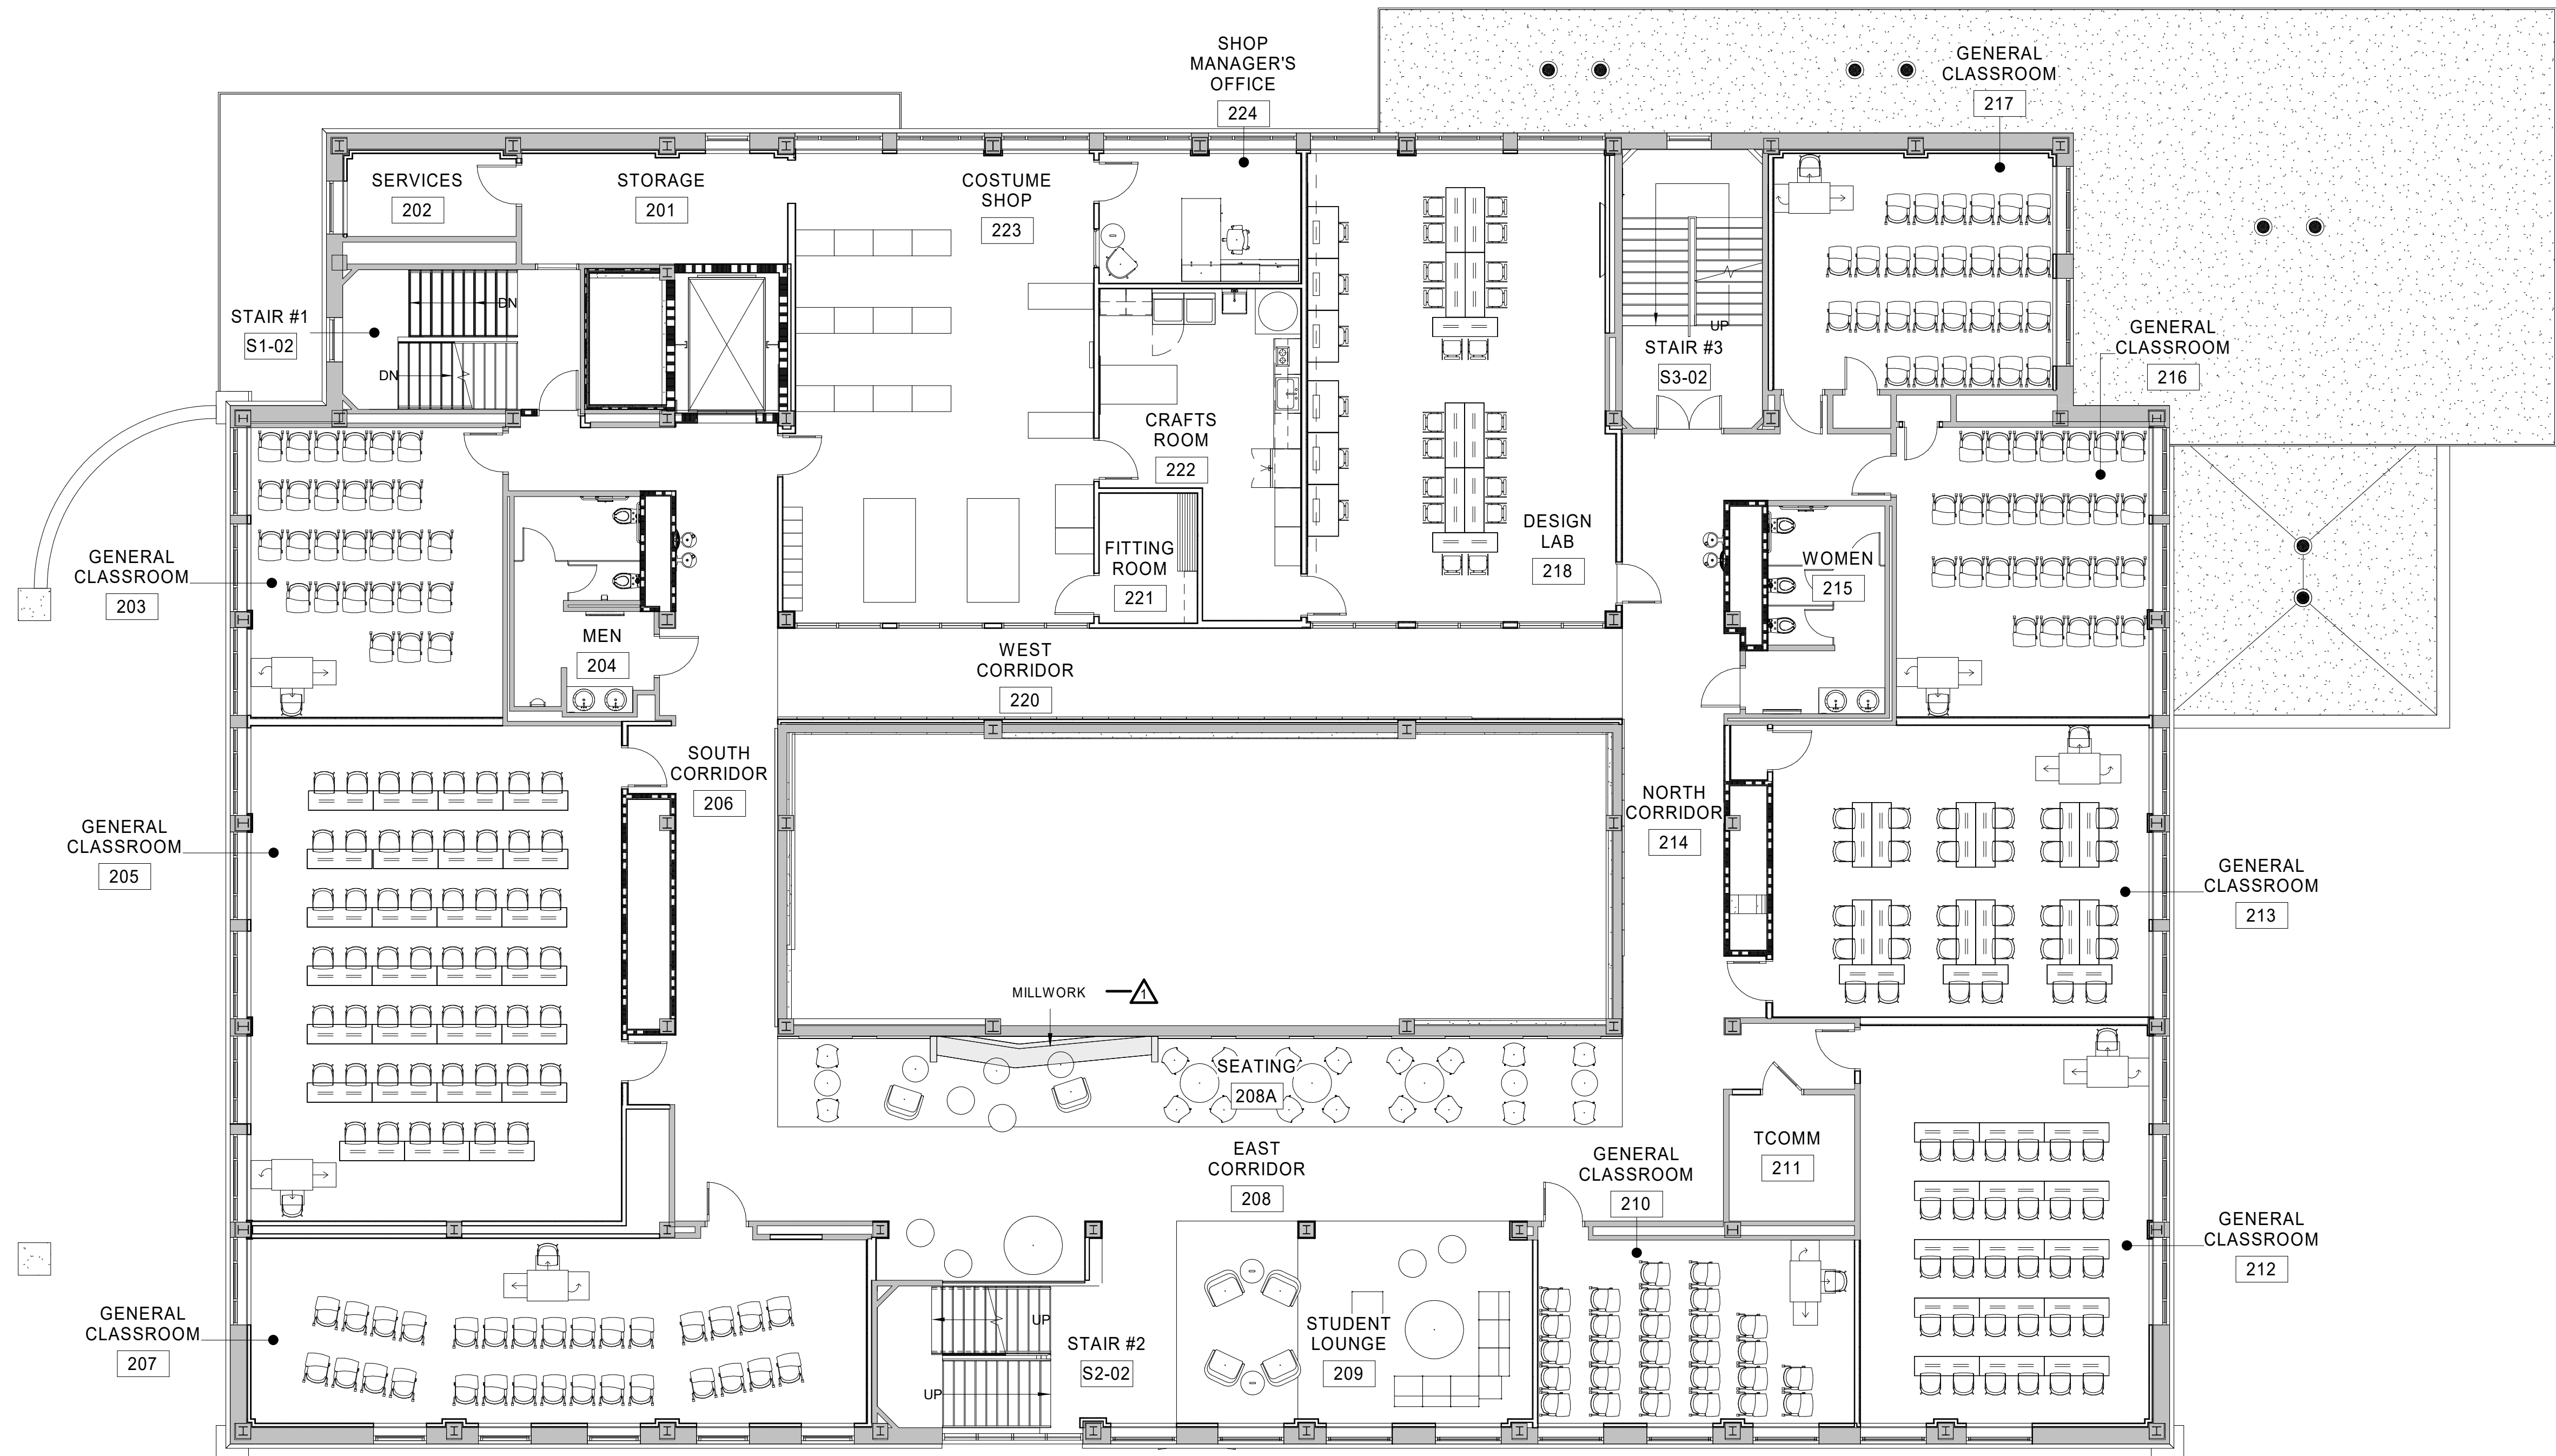 SHOP
MANAGER'S
OFFICE
224
GENERAL
CLASSROOM
217
SERVICES
202
STORAGE
201
COSTUME
SHOP
223
STAIR #1
S1-02
DN
DN
UP
STAIR #3
S3-02
GENERAL
CLASSROOM
216
CRAFTS
ROOM
222
GENERAL
CLASSROOM
203
FITTING
ROOM
221
DESIGN
LAB
218
WOMEN
215
MEN
204
WEST
CORRIDOR
220
SOUTH
CORRIDOR
206
NORTH
CORRIDOR
214
GENERAL
CLASSROOM
205
GENERAL
CLASSROOM
213
MILLWORK
1
SEATING
208A
EAST
CORRIDOR
208
GENERAL
CLASSROOM
210
TCOMM
211
GENERAL
CLASSROOM
212
GENERAL
CLASSROOM
207
UP
UP
STAIR #2
S2-02
STUDENT
LOUNGE
209